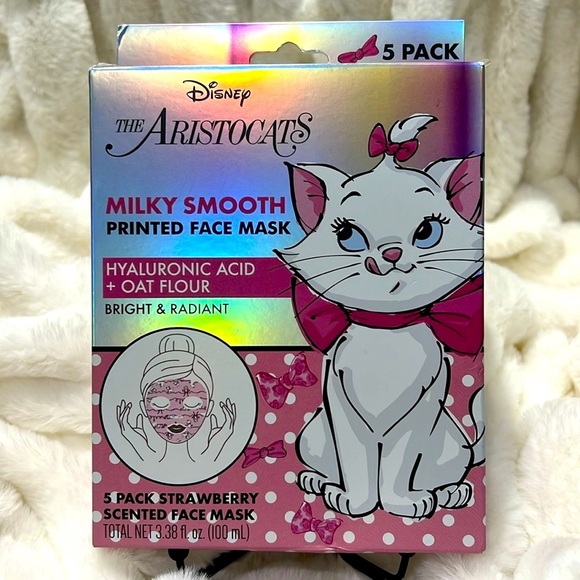 5 PACK
Disney
THE ARISTOCATS
MILKY SMOOTH
PRINTED FACE MASK
HYALURONIC ACID
+ OAT FLOUR
BRIGHT & RADIANT
5 PACK STRAWBERRY
SCENTED FACE MASK
TOTAL NET 3.38 fl. oz. (100 mL)